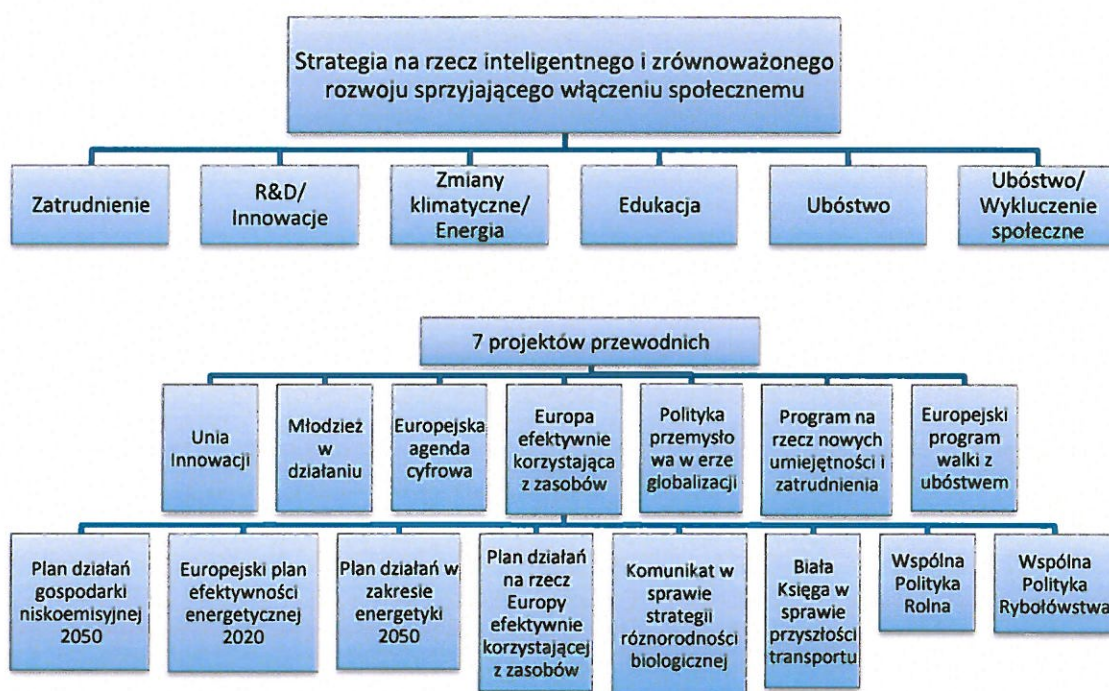 Strategia na rzecz inteligentnego i zrównoważonego
rozwoju sprzyjającego włączeniu społecznemu
Zatrudnienie
R&D/
Innowacje
Zmiany
klimatyczne/
Energia
Edukacja
Ubóstwo
Ubóstwo/
Wykluczenie
społeczne
7 projektów przewodnich
Unia
Innowacji
Młodzież
w
działaniu
Europejska
agenda
cyfrowa
Europa
efektywnie
korzystająca
z zasobów
Polityka
przemysło
wa w erze
globalizacji
Program na
rzecz nowych
umiejętności i
zatrudnienia
Europejski
program
walki z
ubóstwem
Plan działań
gospodarki
niskoemisyjnej
2050
Europejski plan
efektywności
energetycznej
2020
Plan działań w
zakresie
energetyki
2050
Plan działań
na rzecz
Europy
efektywnie
korzystającej
z zasobów
Komunikat w
sprawie
strategii
różnorodności
biologicznej
Biała
Księga w
sprawie
przyszłości
transportu
Wspólna
Polityka
Rolna
Wspólna
Polityka
Rybołówstwa